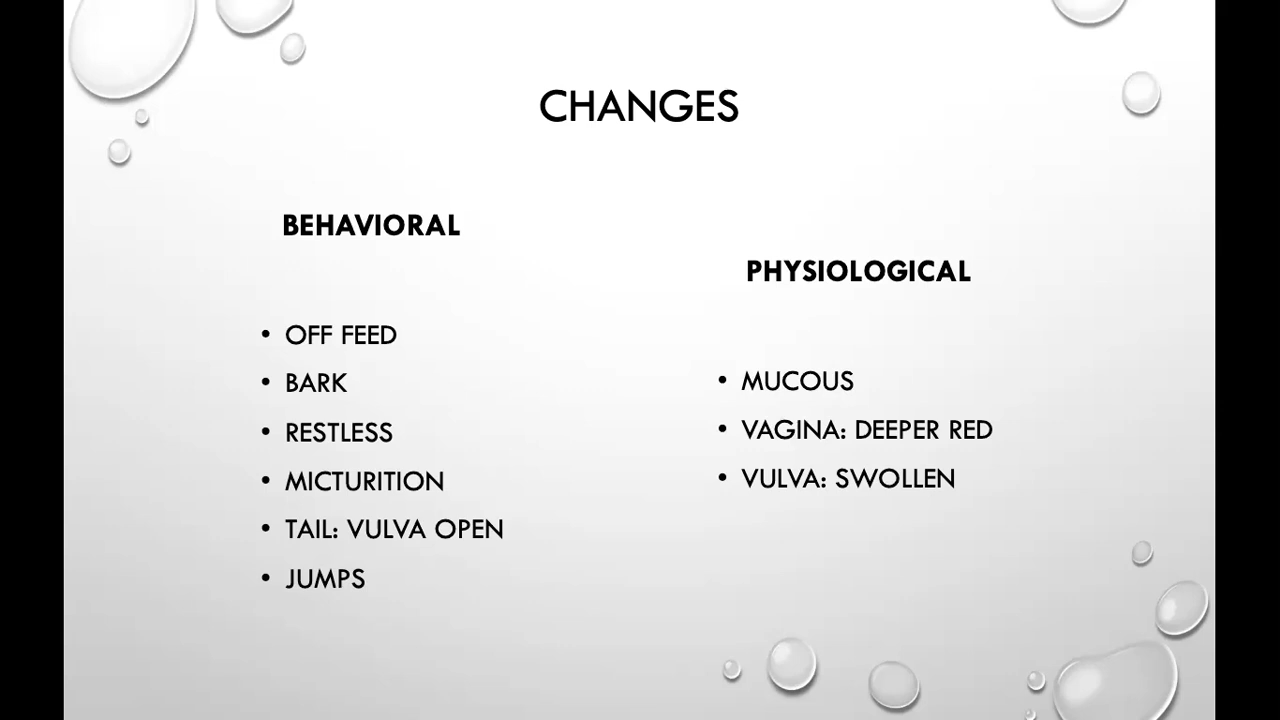 CHANGES
BEHAVIORAL
• OFF FEED
• BARK
• RESTLESS
• MICTURITION
• TAIL: VULVA OPEN
• JUMPS
PHYSIOLOGICAL
• MUCOUS
• VAGINA: DEEPER RED
• VULVA: SWOLLEN